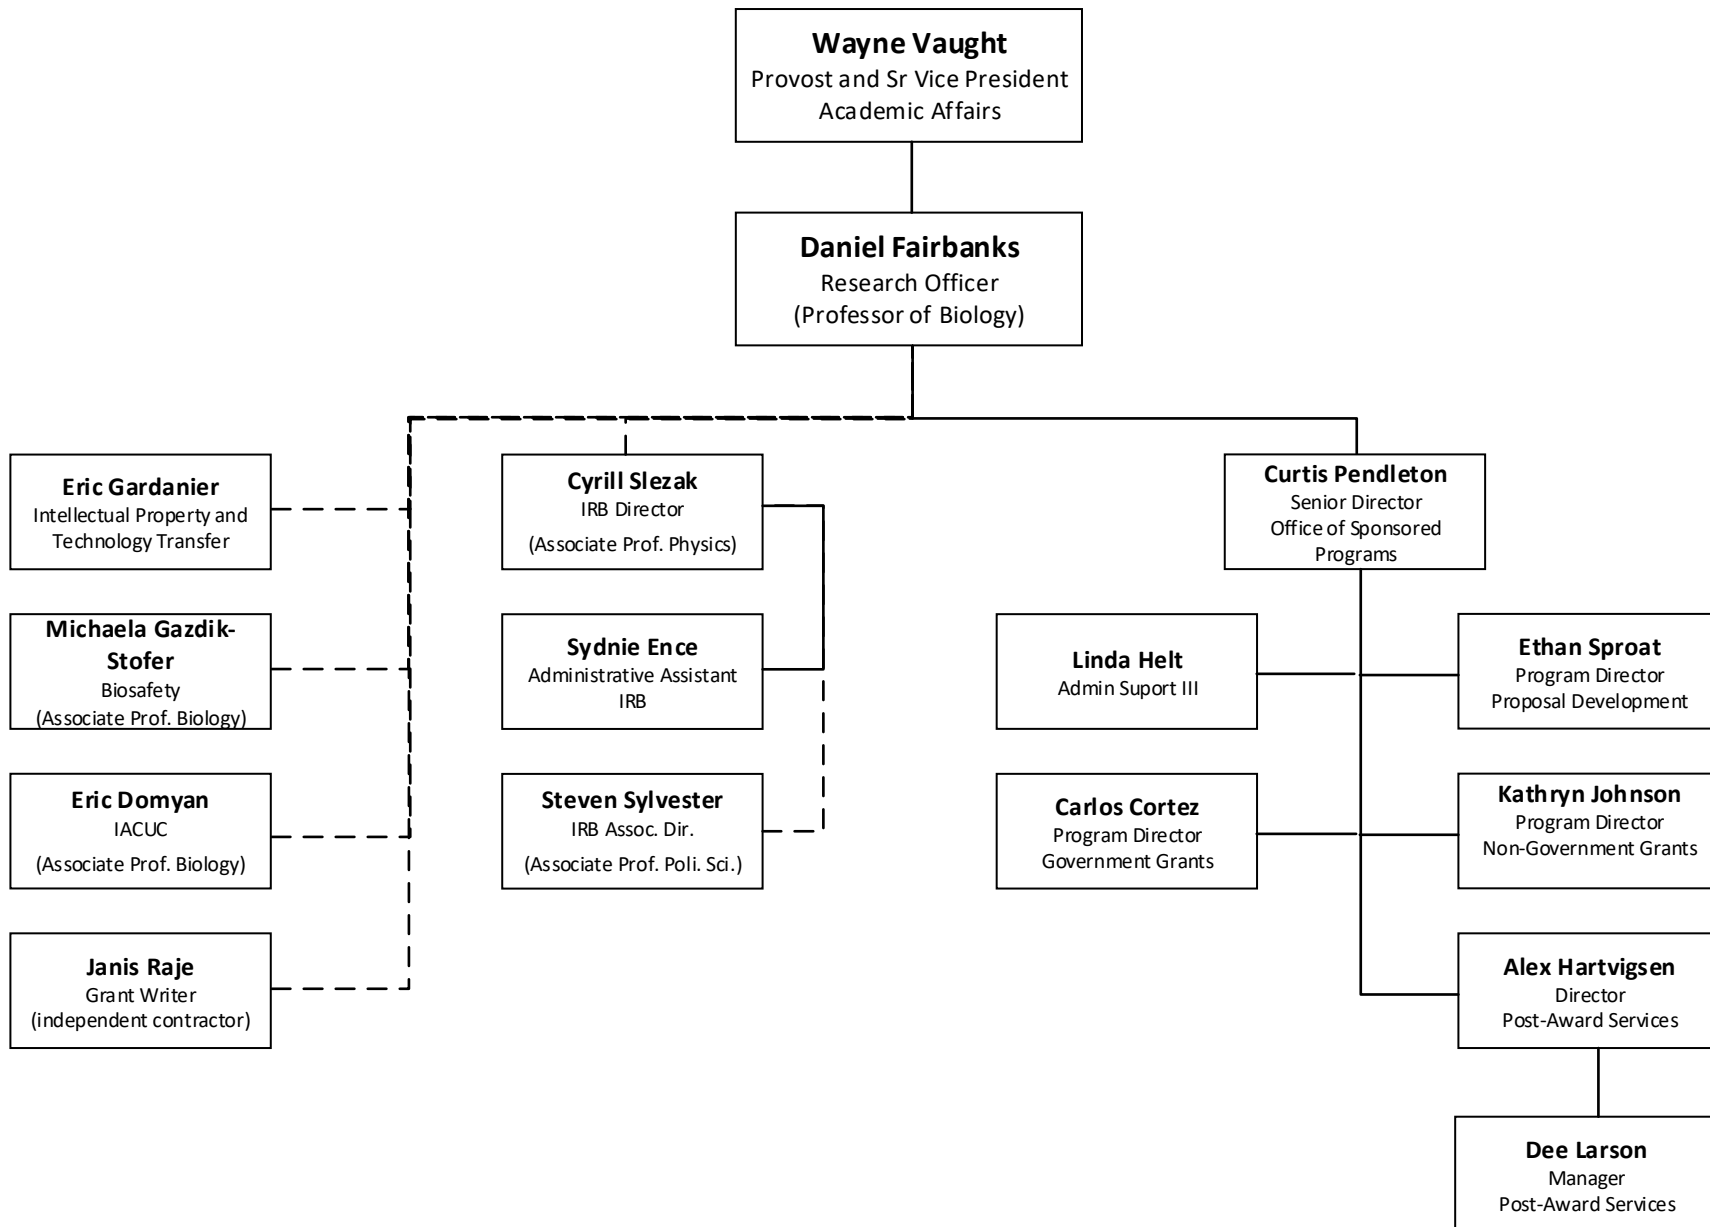 Wayne Vaught
Provost and Sr Vice President
Academic Affairs
Daniel Fairbanks
Research Officer
(Professor of Biology)
Eric Gardanier
Intellectual Property and
Technology Transfer
Cyrill Slezak
IRB Director
(Associate Prof. Physics)
Curtis Pendleton
Senior Director
Office of Sponsored
Programs
Michaela Gazdik-
Stofer
Biosafety
(Associate Prof. Biology)
Sydnie Ence
Administrative Assistant
IRB
Linda Helt
Admin Suport III
Ethan Sproat
Program Director
Proposal Development
Eric Domyan
IACUC
(Associate Prof. Biology)
Steven Sylvester
IRB Assoc. Dir.
(Associate Prof. Poli. Sci.)
Carlos Cortez
Program Director
Government Grants
Kathryn Johnson
Program Director
Non-Government Grants
Janis Raje
Grant Writer
(independent contractor)
Alex Hartvigsen
Director
Post-Award Services
Dee Larson
Manager
Post-Award Services